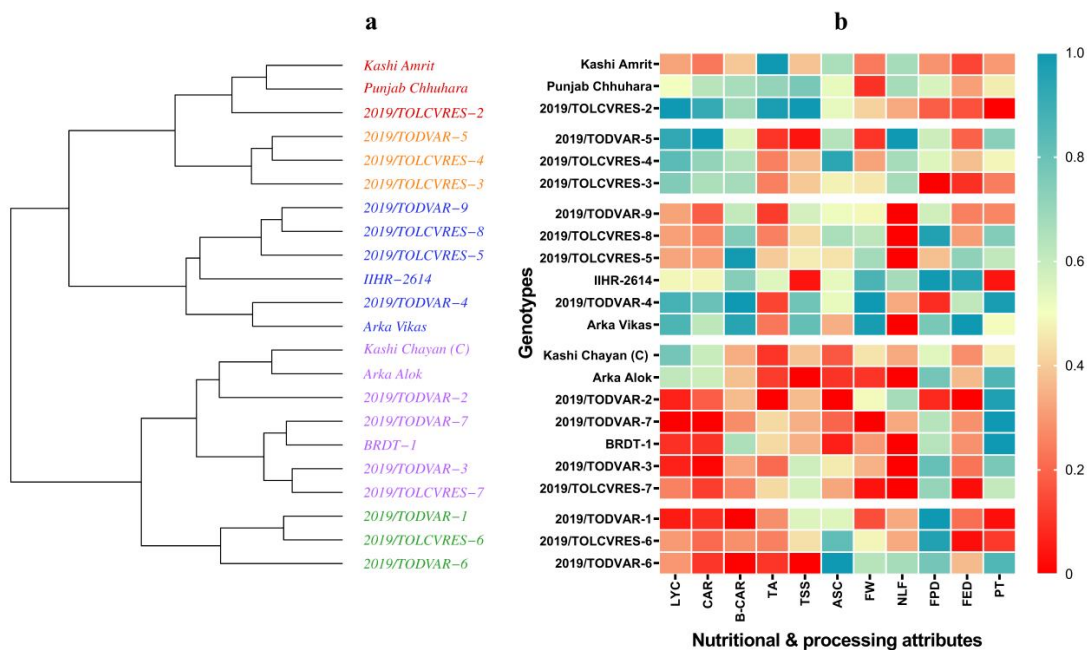 a
Kashi Amrit
Punjab Chhuhara
2019/TOLCVRES−2
2019/TODVAR−5
2019/TOLCVRES−4
2019/TOLCVRES−3
2019/TODVAR−9
2019/TOLCVRES−8
2019/TOLCVRES−5
IIHR−2614
2019/TODVAR−4
Arka Vikas
Kashi Chayan (C)
Arka Alok
2019/TODVAR−2
2019/TODVAR−7
BRDT−1
2019/TODVAR−3
2019/TOLCVRES−7
2019/TODVAR−1
2019/TOLCVRES−6
2019/TODVAR−6
b
Genotypes
Kashi Amrit
Punjab Chhuhara
2019/TOLCVRES-2
2019/TODVAR-5
2019/TOLCVRES-4
2019/TOLCVRES-3
2019/TODVAR-9
2019/TOLCVRES-8
2019/TOLCVRES-5
IIHR-2614
2019/TODVAR-4
Arka Vikas
Kashi Chayan (C)
Arka Alok
2019/TODVAR-2
2019/TODVAR-7
BRDT-1
2019/TODVAR-3
2019/TOLCVRES-7
2019/TODVAR-1
2019/TOLCVRES-6
2019/TODVAR-6
LYC CAR B-CAR TA TSS ASC FW NLF FPD FED PT
Nutritional & processing attributes
1.0
0.8
0.6
0.4
0.2
0